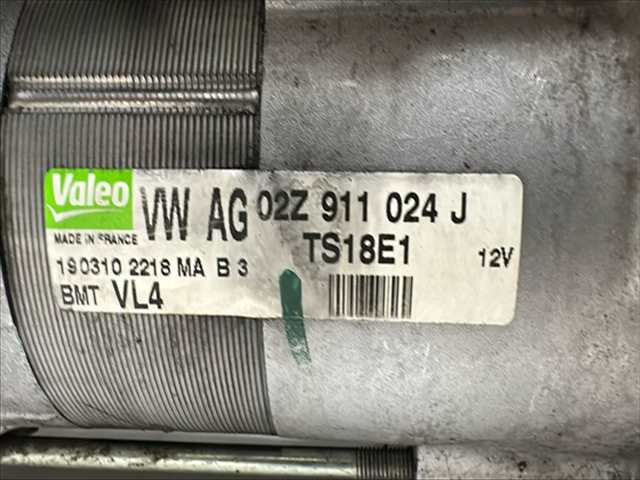 Valeo VW AG 02Z 911 024 J
MADE IN FRANCE TS18E1 12V
190310 2218 MA B 3
BMT VL4